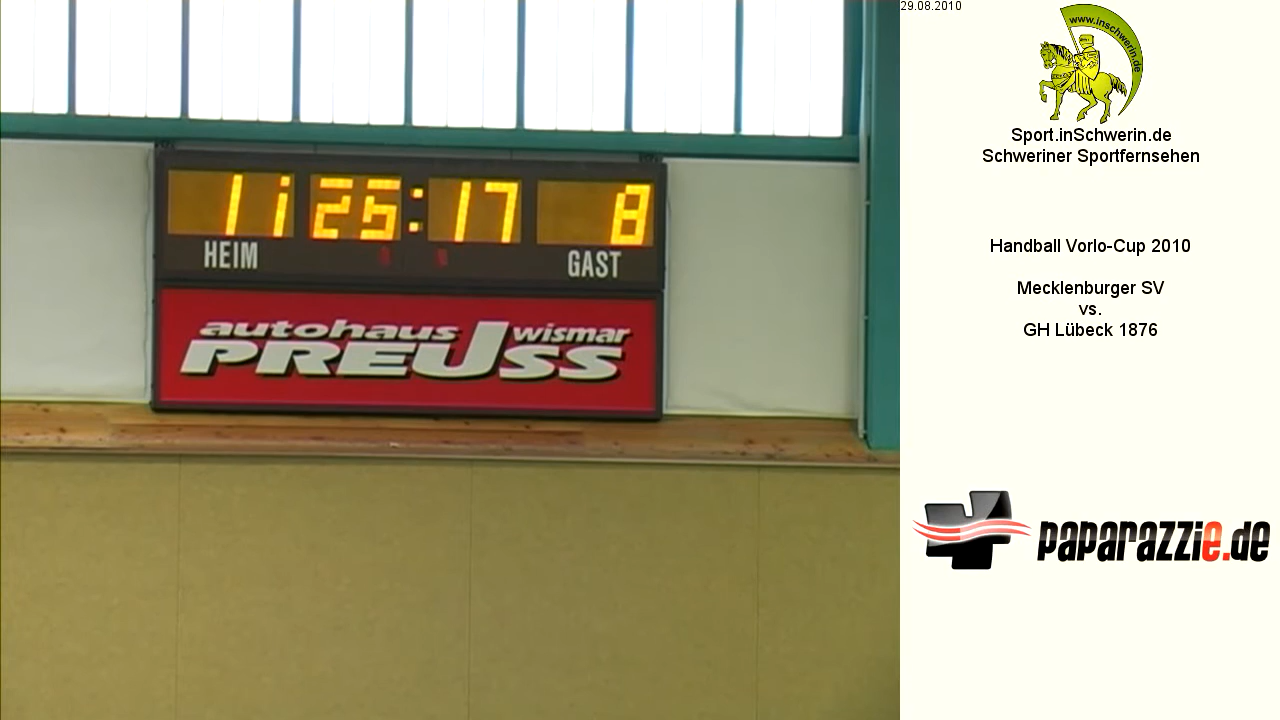 11 25:17 8
HEIM GAST
autohaus wismar
PREUSS
29.08.2010
www.inschwerin.de
Sport.inSchwerin.de
Schweriner Sportfernsehen
Handball Vorlo-Cup 2010
Mecklenburger SV
vs.
GH Lübeck 1876
paparazzie.de